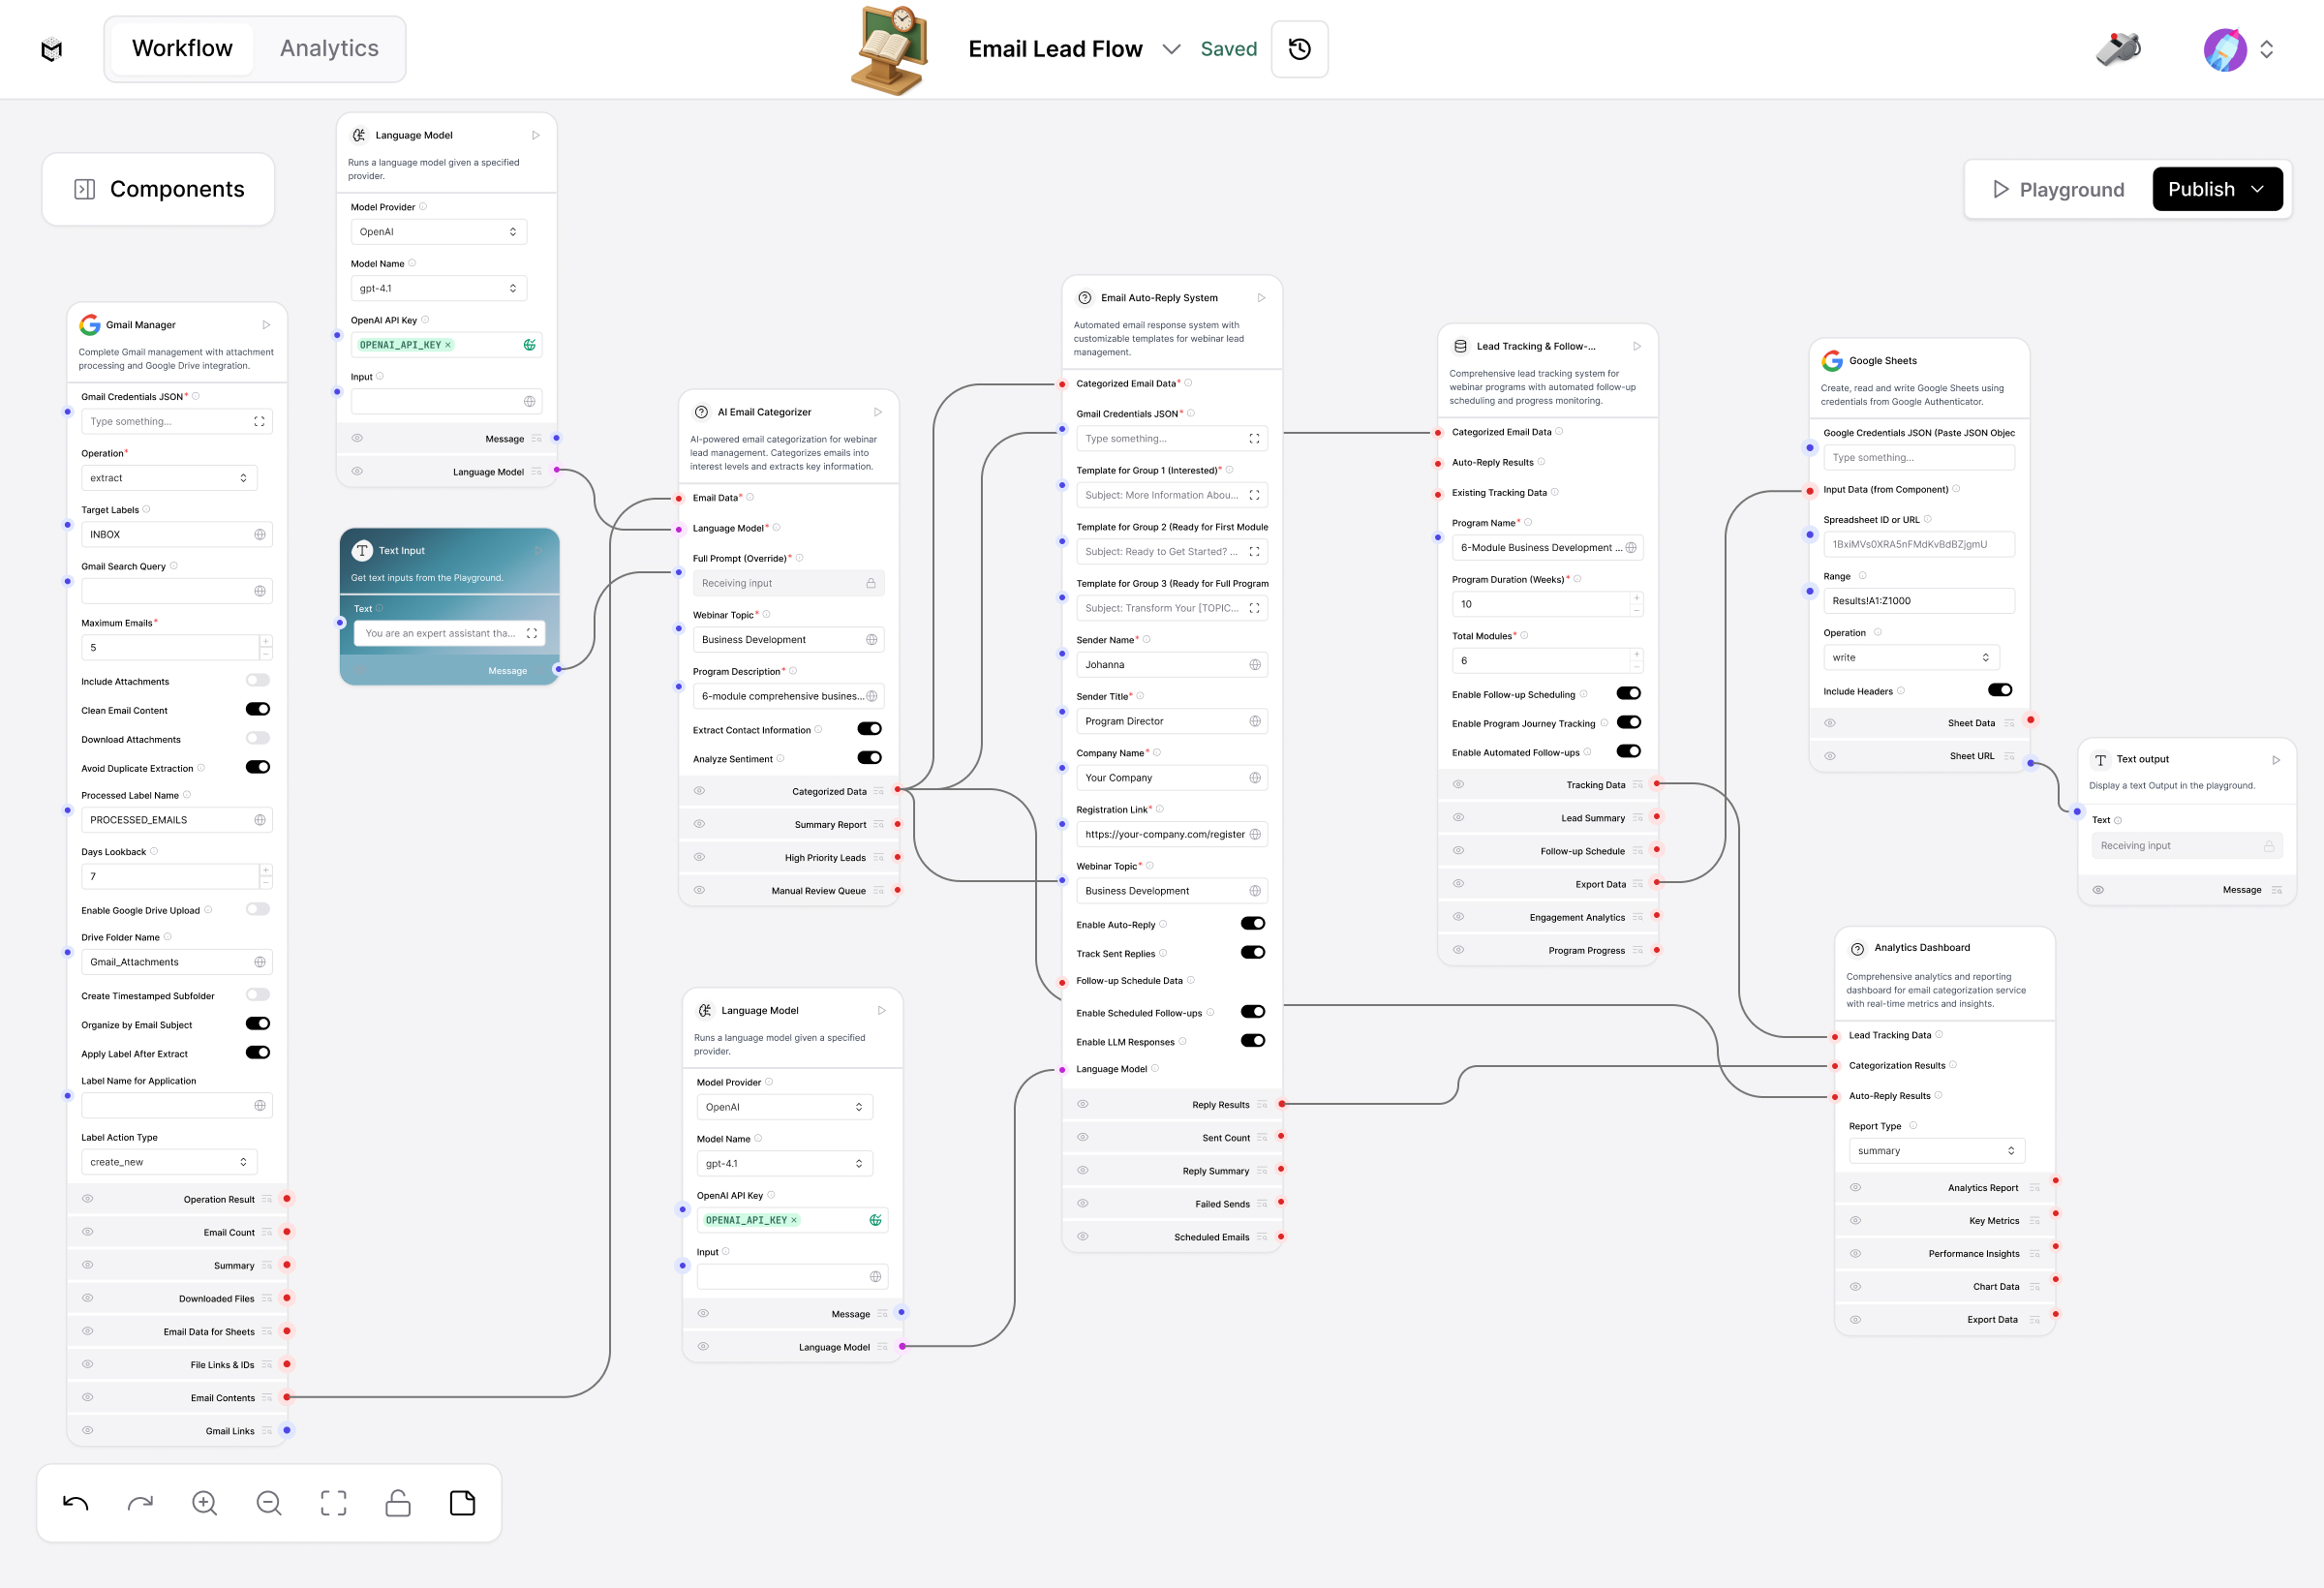 Workflow
Analytics
Email Lead Flow
Saved
Components
Playground
Publish
Language Model
Runs a language model given a specified
provider.
Model Provider
OpenAI
Model Name
gpt-4.1
OpenAI API Key
OPENAI_API_KEY ×
Input
Message
Language Model
Gmail Manager
Complete Gmail management with attachment
processing and Google Drive integration.
Gmail Credentials JSON*
Type something...
Operation*
extract
Target Labels
INBOX
Gmail Search Query
Maximum Emails*
5
Include Attachments
Clean Email Content
Download Attachments
Avoid Duplicate Extraction
Processed Label Name
PROCESSED_EMAILS
Days Lookback
7
Enable Google Drive Upload
Drive Folder Name
Gmail_Attachments
Create Timestamped Subfolder
Organize by Email Subject
Apply Label After Extract
Label Name for Application
Label Action Type
create_new
Operation Result
Email Count
Summary
Downloaded Files
Email Data for Sheets
File Links & IDs
Email Contents
Gmail Links
Text Input
Get text inputs from the Playground.
Text
You are an expert assistant tha...
Message
AI Email Categorizer
AI-powered email categorization for webinar
lead management. Categorizes emails into
interest levels and extracts key information.
Email Data*
Language Model*
Full Prompt (Override)*
Receiving input
Webinar Topic*
Business Development
Program Description*
6-module comprehensive busines...
Extract Contact Information
Analyze Sentiment
Categorized Data
Summary Report
High Priority Leads
Manual Review Queue
Language Model
Runs a language model given a specified
provider.
Model Provider
OpenAI
Model Name
gpt-4.1
OpenAI API Key
OPENAI_API_KEY ×
Input
Message
Language Model
Email Auto-Reply System
Automated email response system with
customizable templates for webinar lead
management.
Categorized Email Data*
Gmail Credentials JSON*
Type something...
Template for Group 1 (Interested)*
Subject: More Information Abou...
Template for Group 2 (Ready for First Module
Subject: Ready to Get Started? ...
Template for Group 3 (Ready for Full Program
Subject: Transform Your [TOPIC...
Sender Name*
Johanna
Sender Title*
Program Director
Company Name*
Your Company
Registration Link*
https://your-company.com/register
Webinar Topic*
Business Development
Enable Auto-Reply
Track Sent Replies
Follow-up Schedule Data
Enable Scheduled Follow-ups
Enable LLM Responses
Language Model
Reply Results
Sent Count
Reply Summary
Failed Sends
Scheduled Emails
Lead Tracking & Follow-...
Comprehensive lead tracking system for
webinar programs with automated follow-up
scheduling and progress monitoring.
Categorized Email Data
Auto-Reply Results
Existing Tracking Data
Program Name*
6-Module Business Development ...
Program Duration (Weeks)*
10
Total Modules*
6
Enable Follow-up Scheduling
Enable Program Journey Tracking
Enable Automated Follow-ups
Tracking Data
Lead Summary
Follow-up Schedule
Export Data
Engagement Analytics
Program Progress
Google Sheets
Create, read and write Google Sheets using
credentials from Google Authenticator.
Google Credentials JSON (Paste JSON Objec
Type something...
Input Data (from Component)
Spreadsheet ID or URL
1BxiMVs0XRA5nFMdKvBdBZjgmU
Range
Results!A1:Z1000
Operation
write
Include Headers
Sheet Data
Sheet URL
Text output
Display a text Output in the playground.
Text
Receiving input
Message
Analytics Dashboard
Comprehensive analytics and reporting
dashboard for email categorization service
with real-time metrics and insights.
Lead Tracking Data
Categorization Results
Auto-Reply Results
Report Type
summary
Analytics Report
Key Metrics
Performance Insights
Chart Data
Export Data